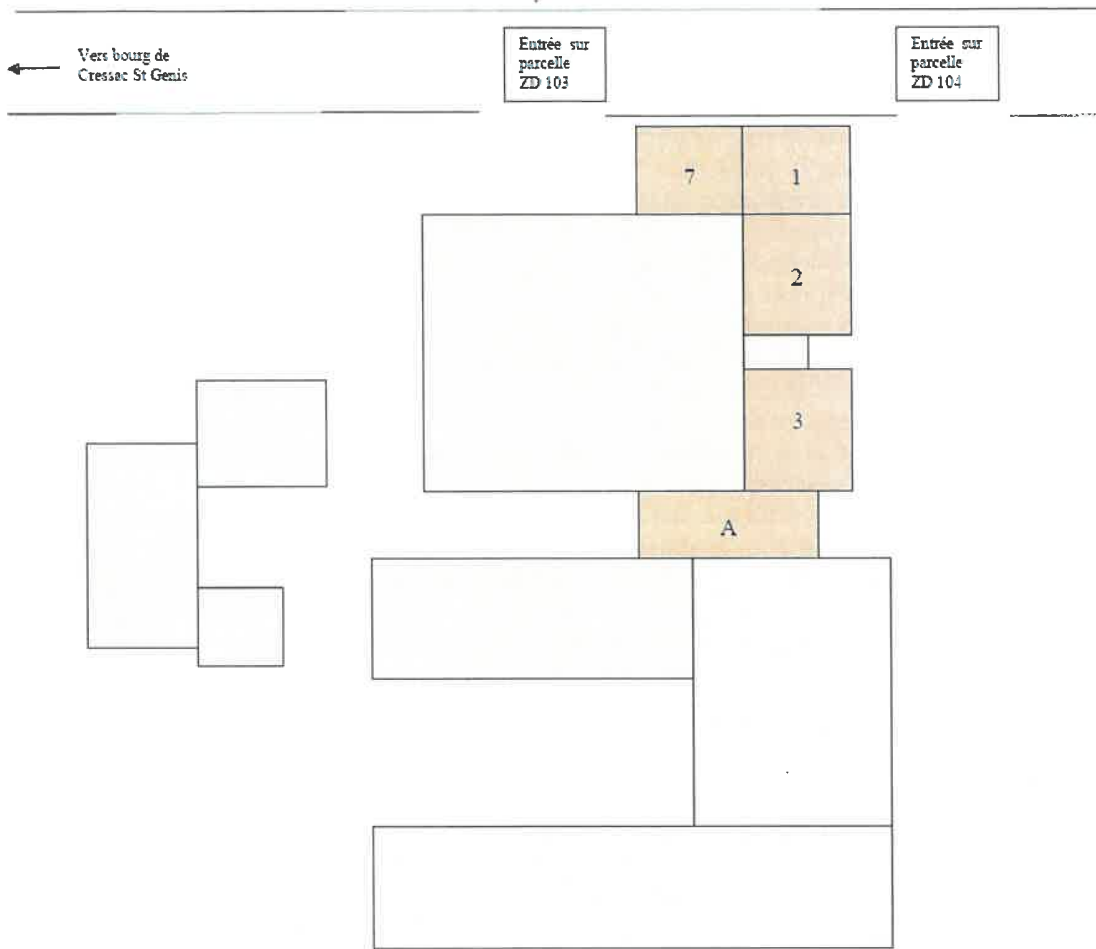 Vers bourg de
Cressac St Genis
Entrée sur
parcelle
ZD 103
Entrée sur
parcelle
ZD 104
7
1
2
3
A